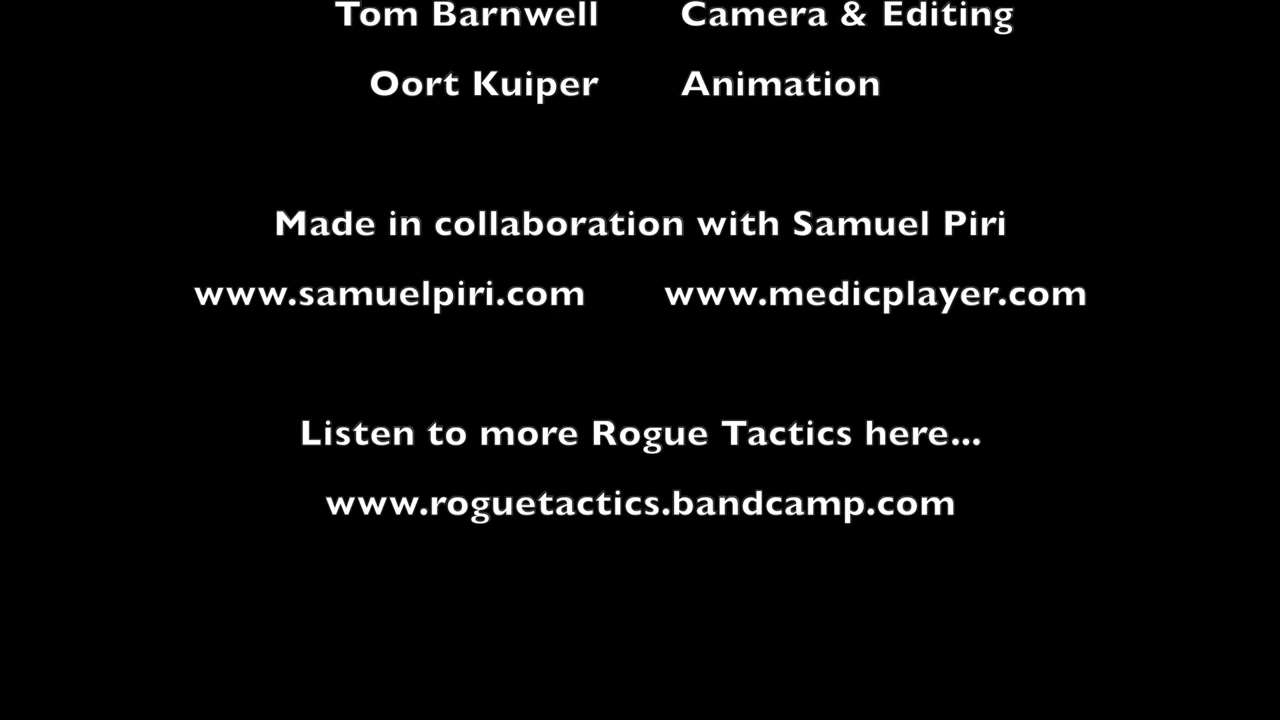 Tom Barnwell Camera & Editing
Oort Kuiper Animation
Made in collaboration with Samuel Piri
www.samuelpiri.com www.medicplayer.com
Listen to more Rogue Tactics here...
www.roguetactics.bandcamp.com